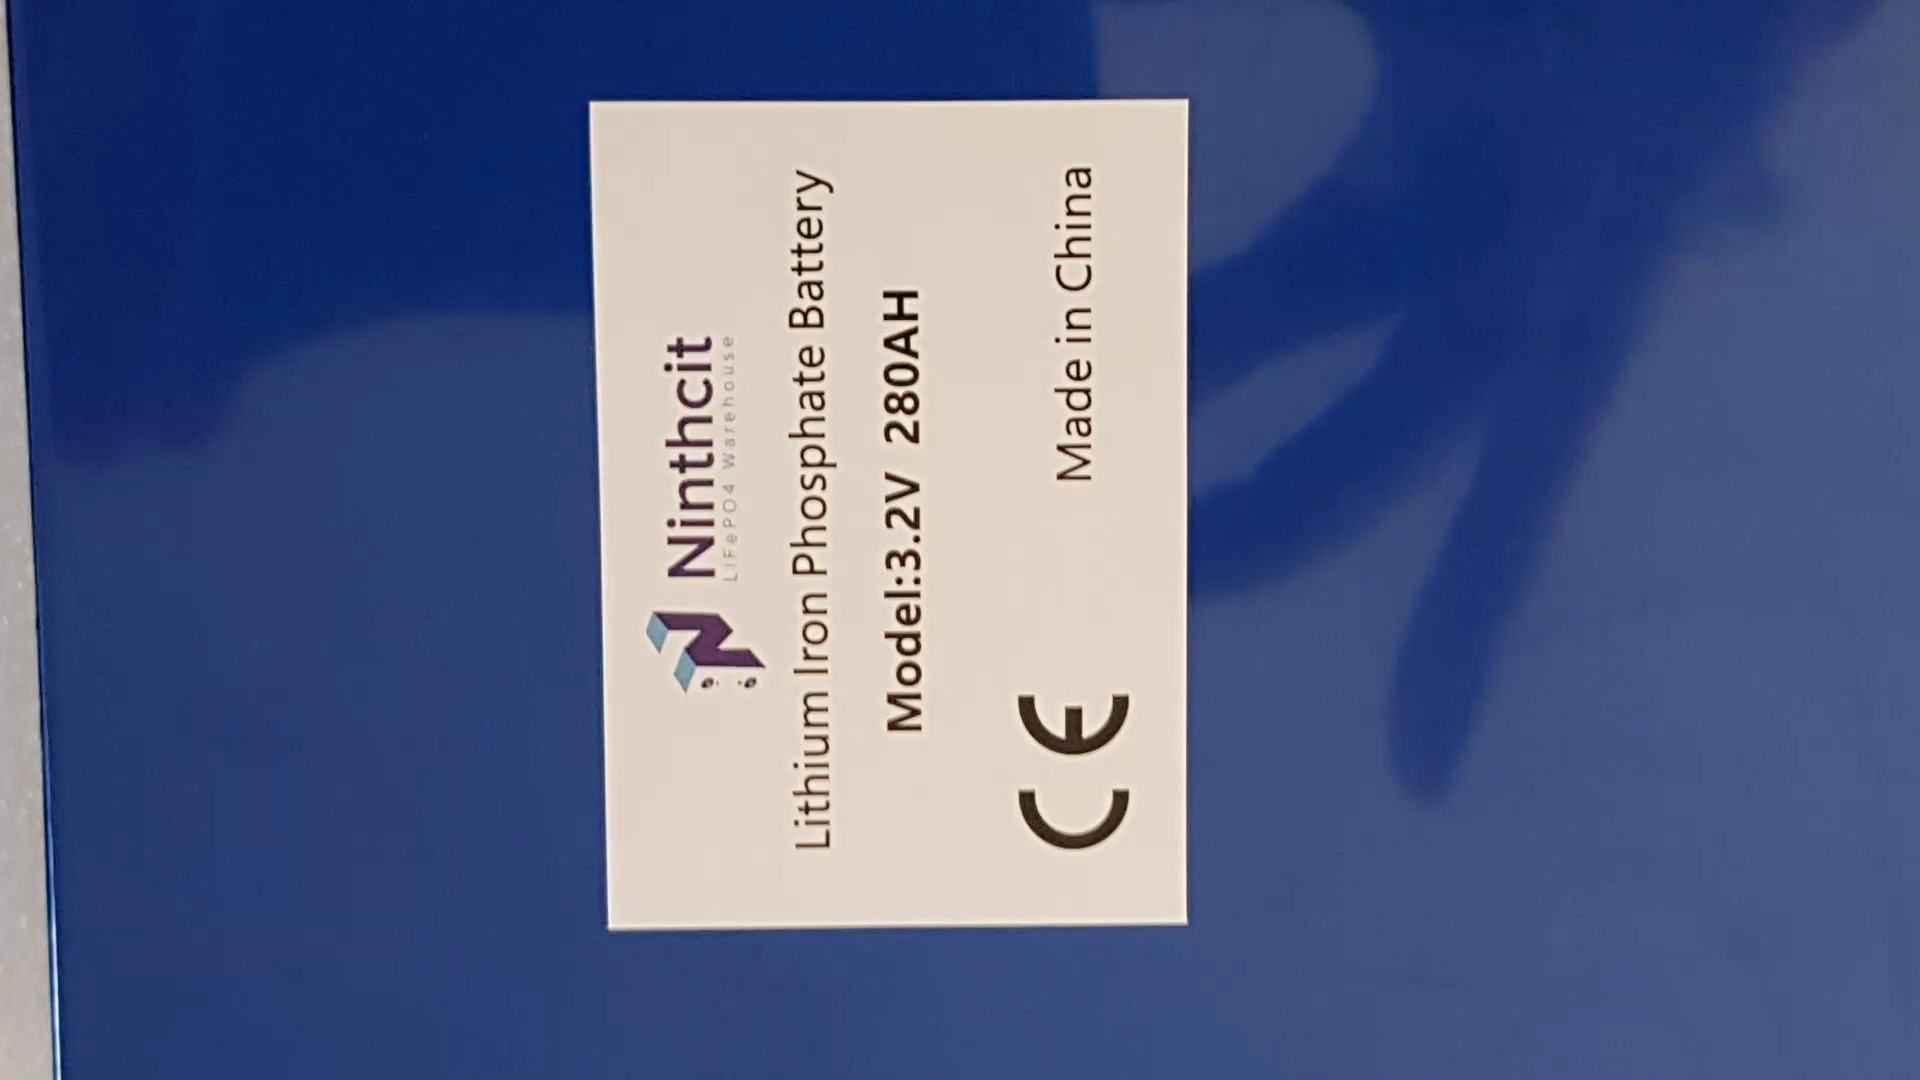 Ninthcit
LiFePO4 Warehouse
Lithium Iron Phosphate Battery
Model:3.2V 280AH
CE Made in China